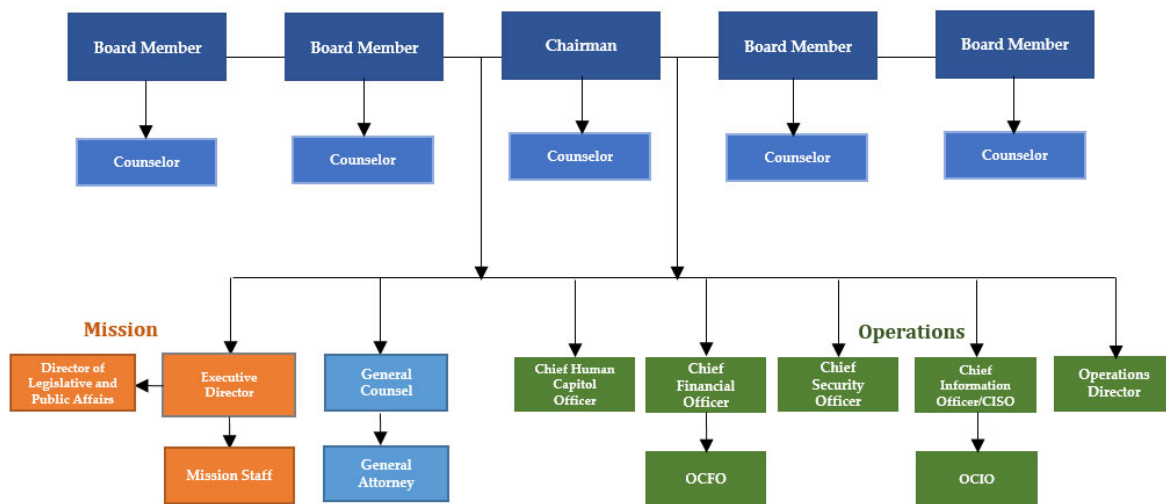 Board Member
Board Member
Chairman
Board Member
Board Member
Counselor
Counselor
Counselor
Counselor
Counselor
Mission
Operations
Director of
Legislative and
Public Affairs
Executive
Director
General
Counsel
Chief Human
Capitol
Officer
Chief
Financial
Officer
Chief
Security
Officer
Chief
Information
Officer/CISO
Operations
Director
Mission Staff
General
Attorney
OCFO
OCIO